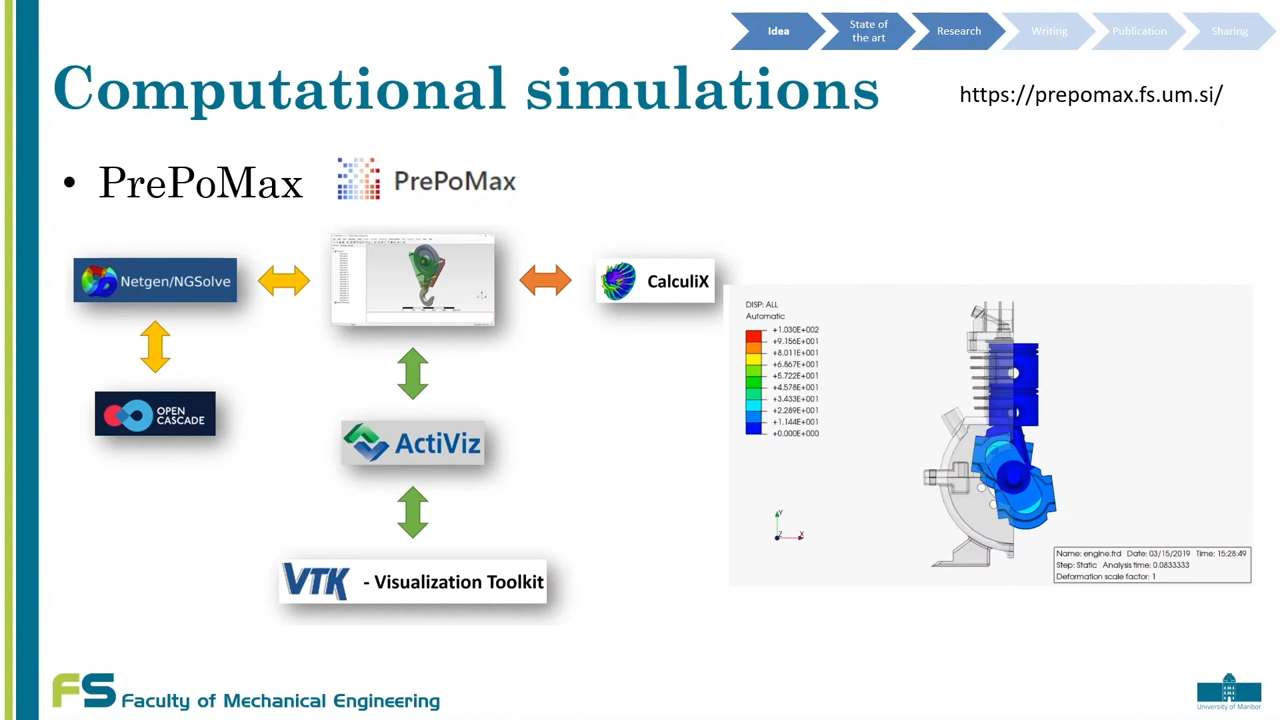 Idea
State of
the art
Research
Writing
Publication
Sharing
Computational simulations
https://prepomax.fs.um.si/
• PrePoMax
PrePoMax
Netgen/NGSolve
CalculiX
OPEN
CASCADE
ActiViz
VTK - Visualization Toolkit
DISP: ALL
Automatic
+1.030E+002
+9.156E+001
+8.011E+001
+6.867E+001
+5.722E+001
+4.578E+001
+3.433E+001
+2.289E+001
+1.144E+001
+0.000E+000
Y
Z
X
Name: engine.frd Date: 03/15/2019 Time: 15:28:49
Step: Static Analysis time: 0.0833333
Deformation scale factor: 1
FS Faculty of Mechanical Engineering
University of Maribor